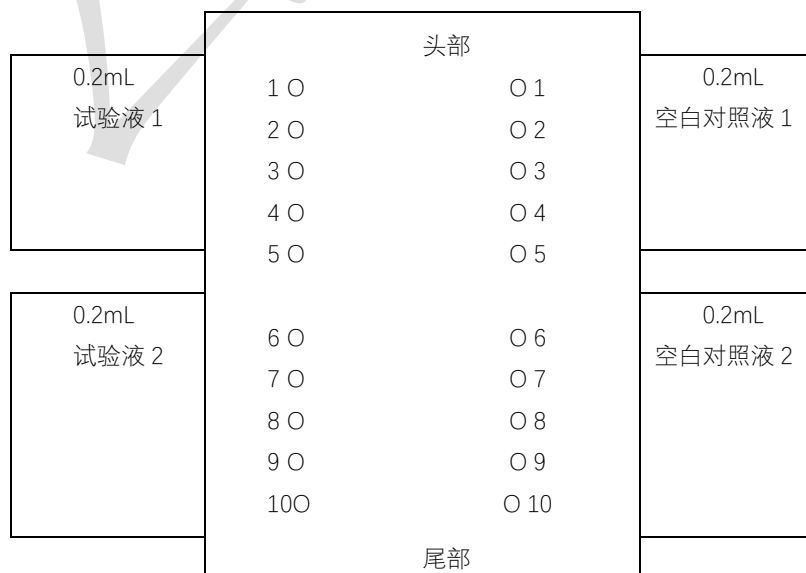 头部
0.2mL
试验液 1
1 O
2 O
3 O
4 O
5 O
O 1
O 2
O 3
O 4
O 5
0.2mL
空白对照液 1
0.2mL
试验液 2
6 O
7 O
8 O
9 O
10O
O 6
O 7
O 8
O 9
O 10
0.2mL
空白对照液 2
尾部